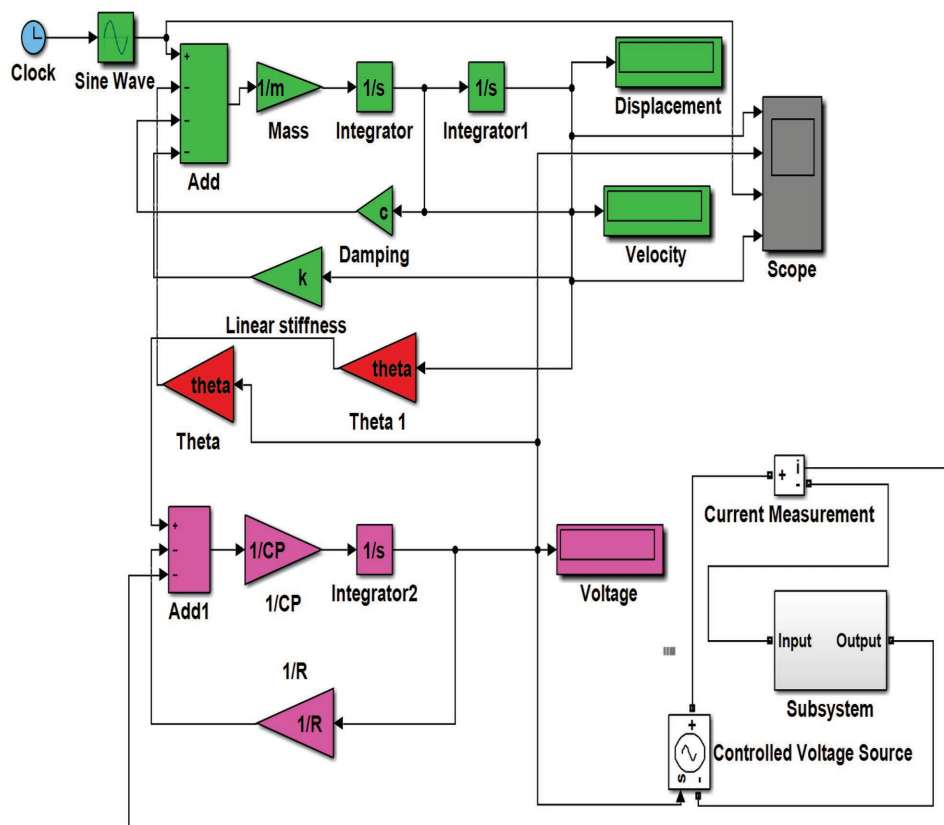 Clock
Sine Wave
+
−
−
−
Add
1/m
Mass
1/s
Integrator
1/s
Integrator1
Displacement
c
Damping
Velocity
Scope
k
Linear stiffness
theta
Theta
theta
Theta 1
+
−
−
Add1
1/CP
1/CP
1/s
Integrator2
Voltage
1/R
1/R
+
i
-
Current Measurement
Input Output
Subsystem
+
s
-
Controlled Voltage Source